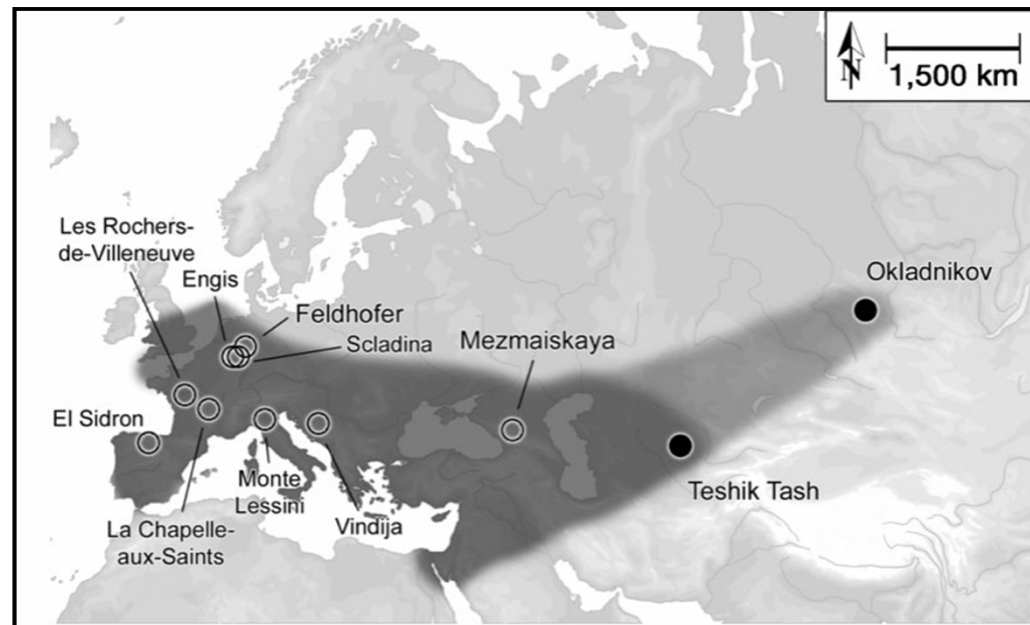 N
1,500 km
Les Rochers-
de-Villeneuve
Engis
Feldhofer
Scladina
Mezmaiskaya
Okladnikov
El Sidron
Monte
Lessini
La Chapelle-
aux-Saints
Vindija
Teshik Tash